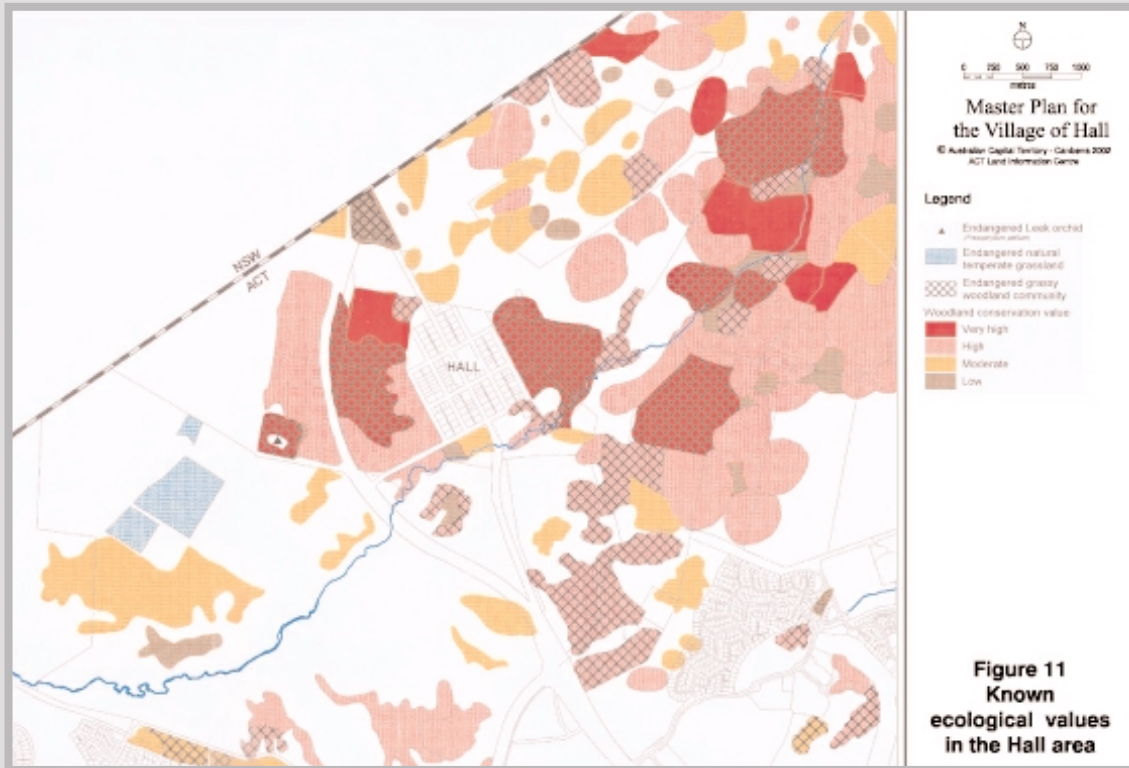 NSW
ACT
HALL
N
0 250 500 750 1000
metres
Master Plan for
the Village of Hall
© Australian Capital Territory - Canberra 2002
ACT Land Information Centre
Legend
Endangered Leek orchid
Endangered natural
temperate grassland
Endangered grassy
woodland community
Woodland conservation value
Very high
High
Moderate
Low
Figure 11
Known
ecological values
in the Hall area